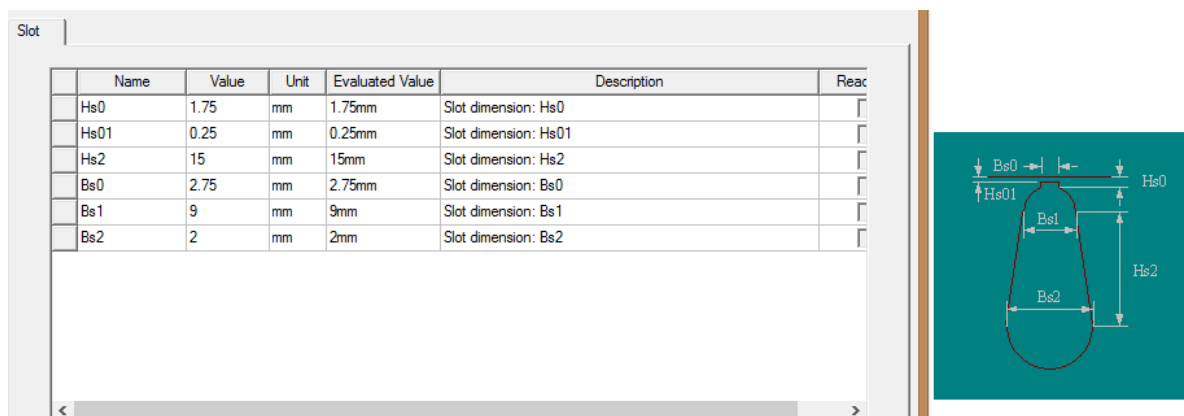 Slot
Name Value Unit Evaluated Value Description Reac
Hs0 1.75 mm 1.75mm Slot dimension: Hs0
Hs01 0.25 mm 0.25mm Slot dimension: Hs01
Hs2 15 mm 15mm Slot dimension: Hs2
Bs0 2.75 mm 2.75mm Slot dimension: Bs0
Bs1 9 mm 9mm Slot dimension: Bs1
Bs2 2 mm 2mm Slot dimension: Bs2
Bs0
Hs0
Hs01
Bs1
Hs2
Bs2